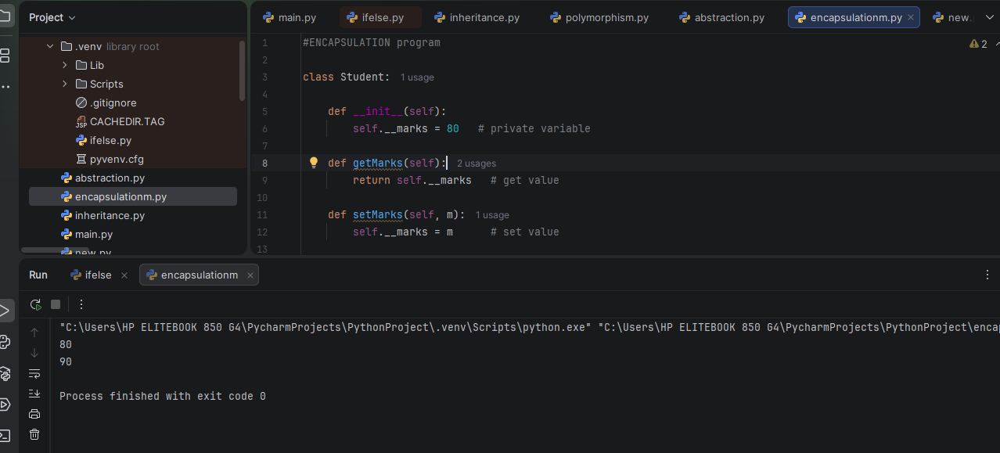 Project
main.py
ifelse.py
inheritance.py
polymorphism.py
abstraction.py
encapsulationm.py
new.
.venv library root
Lib
Scripts
.gitignore
CACHEDIR.TAG
ifelse.py
pyvenv.cfg
abstraction.py
encapsulationm.py
inheritance.py
main.py
new.py
2
1 #ENCAPSULATION program
2
3 class Student: 1 usage
4
5 def __init__(self):
6 self.__marks = 80 # private variable
7
8 def getMarks(self): 2 usages
9 return self.__marks # get value
10
11 def setMarks(self, m): 1 usage
12 self.__marks = m # set value
13
Run
ifelse
encapsulationm
"C:\Users\HP ELITEBOOK 850 G4\PycharmProjects\PythonProject\.venv\Scripts\python.exe" "C:\Users\HP ELITEBOOK 850 G4\PycharmProjects\PythonProject\encap
80
90
Process finished with exit code 0